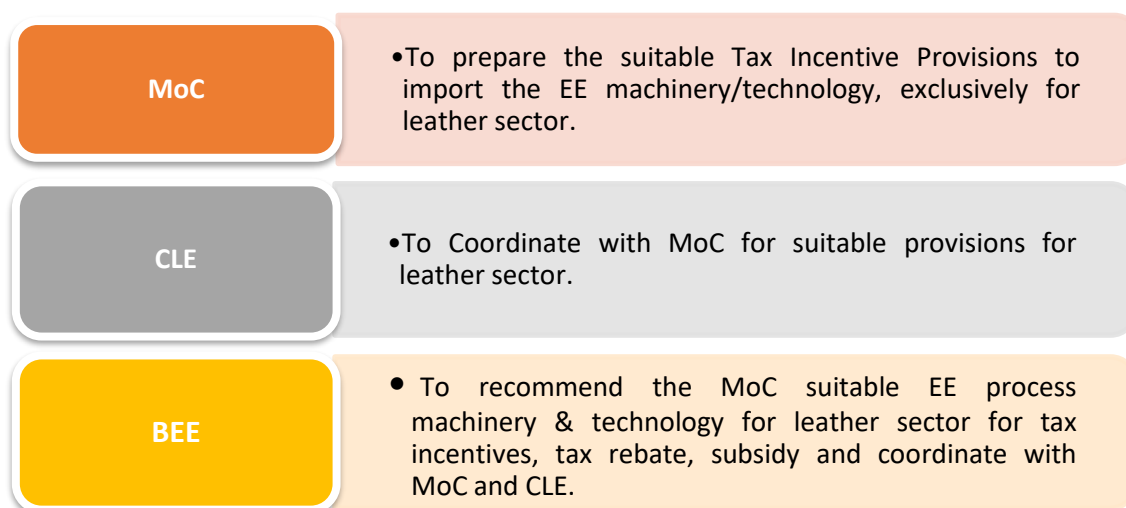 MoC
•To prepare the suitable Tax Incentive Provisions to
import the EE machinery/technology, exclusively for
leather sector.
CLE
•To Coordinate with MoC for suitable provisions for
leather sector.
BEE
• To recommend the MoC suitable EE process
machinery & technology for leather sector for tax
incentives, tax rebate, subsidy and coordinate with
MoC and CLE.